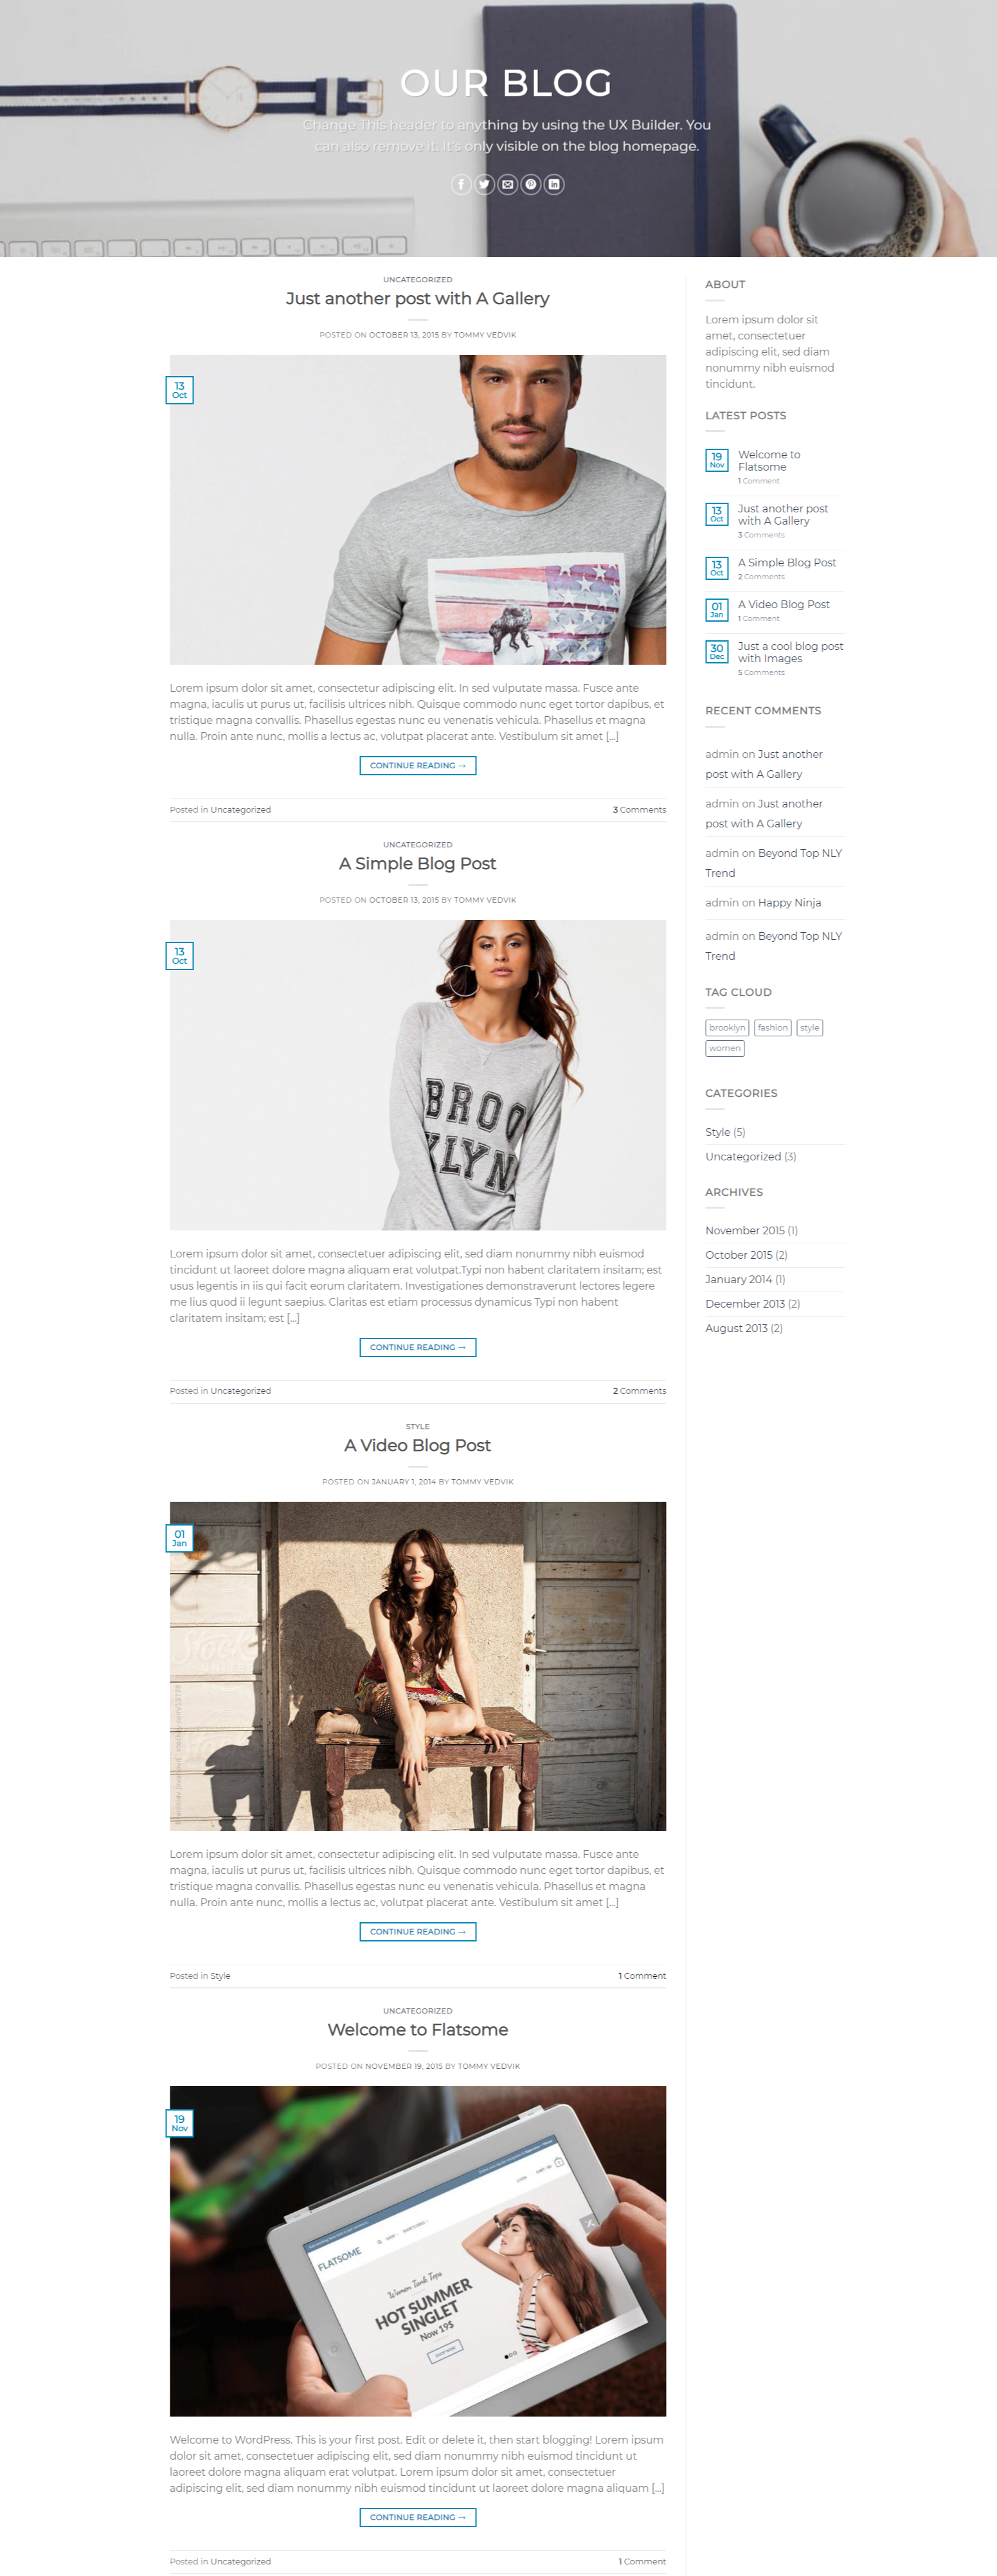 OUR BLOG
Change This header to anything by using the UX Builder. You
can also remove it. It's only visible on the blog homepage.
UNCATEGORIZED
Just another post with A Gallery
POSTED ON OCTOBER 13, 2015 BY TOMMY VEDVIK
13
Oct
Lorem ipsum dolor sit amet, consectetur adipiscing elit. In sed vulputate massa. Fusce ante
magna, iaculis ut purus ut, facilisis ultrices nibh. Quisque commodo nunc eget tortor dapibus, et
tristique magna convallis. Phasellus egestas nunc eu venenatis vehicula. Phasellus et magna
nulla. Proin ante nunc, mollis a lectus ac, volutpat placerat ante. Vestibulum sit amet [...]
CONTINUE READING →
Posted in Uncategorized
3 Comments
UNCATEGORIZED
A Simple Blog Post
POSTED ON OCTOBER 13, 2015 BY TOMMY VEDVIK
13
Oct
BROO
KLYN
Lorem ipsum dolor sit amet, consectetuer adipiscing elit, sed diam nonummy nibh euismod
tincidunt ut laoreet dolore magna aliquam erat volutpat.Typi non habent claritatem insitam; est
usus legentis in iis qui facit eorum claritatem. Investigationes demonstraverunt lectores legere
me lius quod ii legunt saepius. Claritas est etiam processus dynamicus Typi non habent
claritatem insitam; est [...]
CONTINUE READING →
Posted in Uncategorized
2 Comments
STYLE
A Video Blog Post
POSTED ON JANUARY 1, 2014 BY TOMMY VEDVIK
01
Jan
Lorem ipsum dolor sit amet, consectetur adipiscing elit. In sed vulputate massa. Fusce ante
magna, iaculis ut purus ut, facilisis ultrices nibh. Quisque commodo nunc eget tortor dapibus, et
tristique magna convallis. Phasellus egestas nunc eu venenatis vehicula. Phasellus et magna
nulla. Proin ante nunc, mollis a lectus ac, volutpat placerat ante. Vestibulum sit amet [...]
CONTINUE READING →
Posted in Style
1 Comment
UNCATEGORIZED
Welcome to Flatsome
POSTED ON NOVEMBER 19, 2015 BY TOMMY VEDVIK
19
Nov
FLATSOME
Women Tank Tops
HOT SUMMER
SINGLET
Now 19$
Welcome to WordPress. This is your first post. Edit or delete it, then start blogging! Lorem ipsum
dolor sit amet, consectetuer adipiscing elit, sed diam nonummy nibh euismod tincidunt ut
laoreet dolore magna aliquam erat volutpat. Lorem ipsum dolor sit amet, consectetuer
adipiscing elit, sed diam nonummy nibh euismod tincidunt ut laoreet dolore magna aliquam [...]
CONTINUE READING →
Posted in Uncategorized
1 Comment
ABOUT
Lorem ipsum dolor sit
amet, consectetuer
adipiscing elit, sed diam
nonummy nibh euismod
tincidunt.
LATEST POSTS
19
Nov
Welcome to
Flatsome
1 Comment
13
Oct
Just another post
with A Gallery
3 Comments
13
Oct
A Simple Blog Post
2 Comments
01
Jan
A Video Blog Post
1 Comment
30
Dec
Just a cool blog post
with Images
5 Comments
RECENT COMMENTS
admin on Just another
post with A Gallery
admin on Just another
post with A Gallery
admin on Beyond Top NLY
Trend
admin on Happy Ninja
admin on Beyond Top NLY
Trend
TAG CLOUD
brooklyn fashion style
women
CATEGORIES
Style (5)
Uncategorized (3)
ARCHIVES
November 2015 (1)
October 2015 (2)
January 2014 (1)
December 2013 (2)
August 2013 (2)